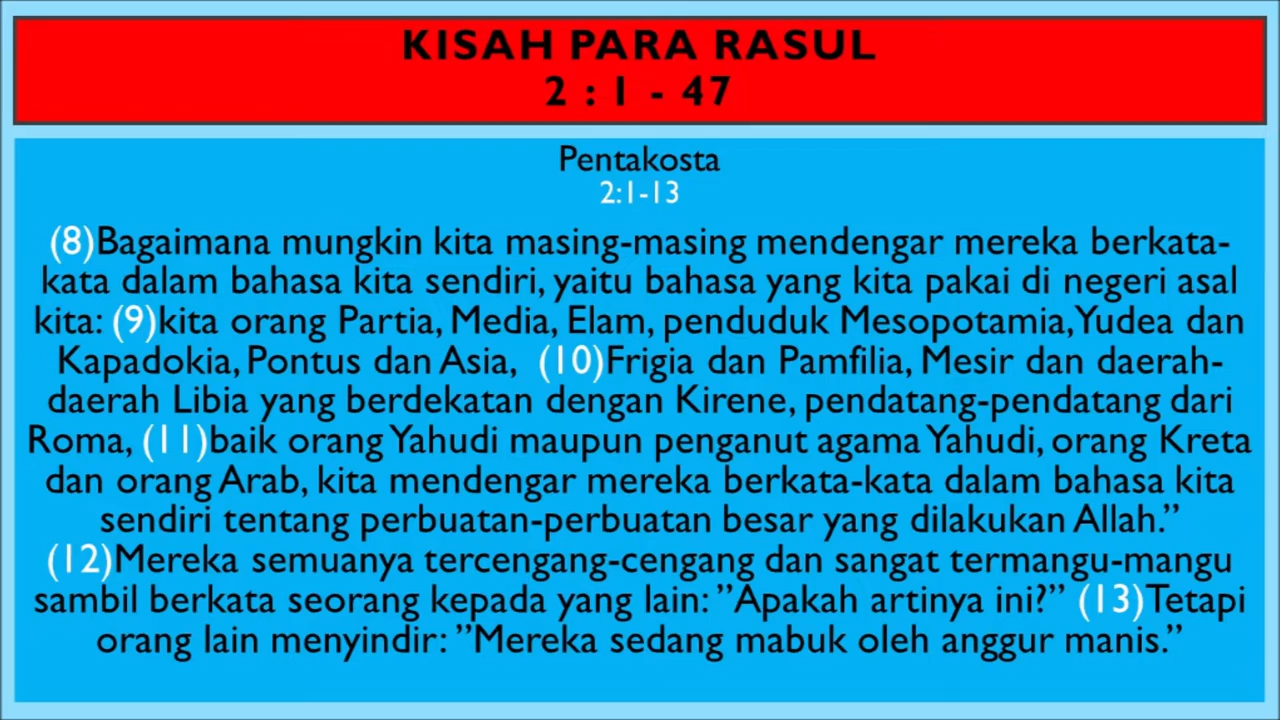 KISAH PARA RASUL
2 : 1 - 47
Pentakosta
2:1-13
(8)Bagaimana mungkin kita masing-masing mendengar mereka berkata-
kata dalam bahasa kita sendiri, yaitu bahasa yang kita pakai di negeri asal
kita: (9)kita orang Partia, Media, Elam, penduduk Mesopotamia, Yudea dan
Kapadokia, Pontus dan Asia, (10)Frigia dan Pamfilia, Mesir dan daerah-
daerah Libia yang berdekatan dengan Kirene, pendatang-pendatang dari
Roma, (11)baik orang Yahudi maupun penganut agama Yahudi, orang Kreta
dan orang Arab, kita mendengar mereka berkata-kata dalam bahasa kita
sendiri tentang perbuatan-perbuatan besar yang dilakukan Allah.”
(12)Mereka semuanya tercengang-cengang dan sangat termangu-mangu
sambil berkata seorang kepada yang lain: ”Apakah artinya ini?” (13)Tetapi
orang lain menyindir: ”Mereka sedang mabuk oleh anggur manis.”